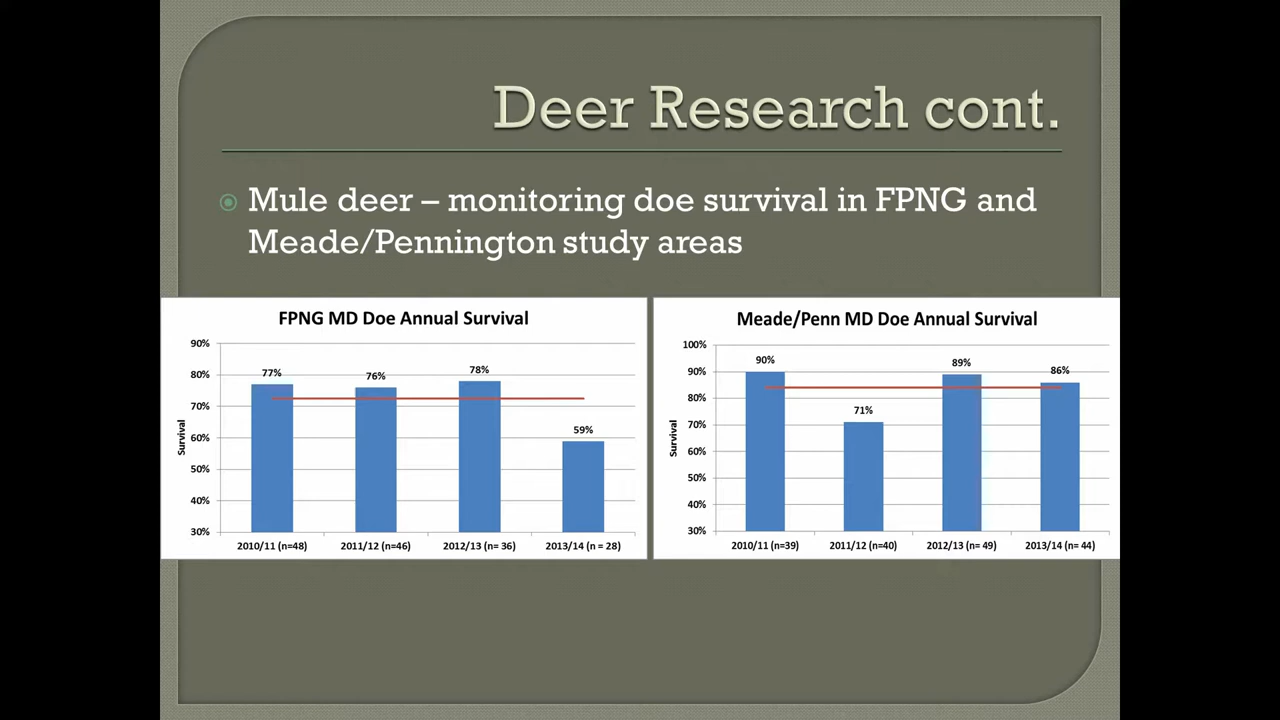 Deer Research cont.
Mule deer – monitoring doe survival in FPNG and
Meade/Pennington study areas
FPNG MD Doe Annual Survival
90%
80%
70%
60%
50%
40%
30%
Survival
77%
76%
78%
59%
2010/11 (n=48)
2011/12 (n=46)
2012/13 (n= 36)
2013/14 (n = 28)
Meade/Penn MD Doe Annual Survival
100%
90%
80%
70%
60%
50%
40%
30%
Survival
90%
71%
89%
86%
2010/11 (n=39)
2011/12 (n=40)
2012/13 (n= 49)
2013/14 (n= 44)